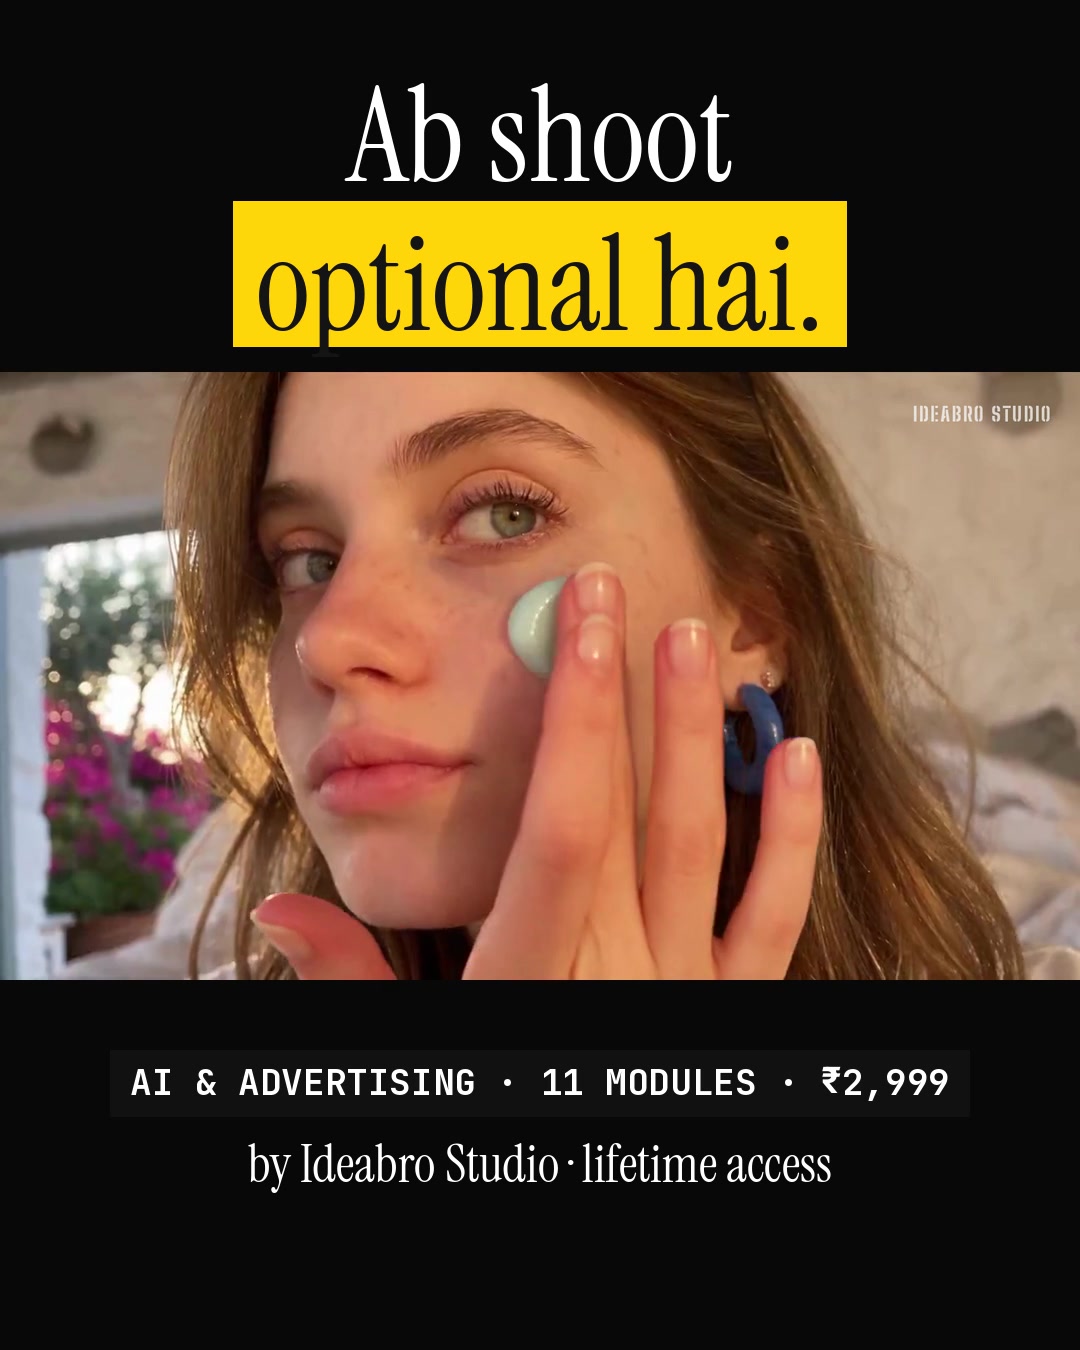 Ab shoot
optional hai.
IDEABRO STUDIO
AI & ADVERTISING · 11 MODULES · ₹2,999
by Ideabro Studio · lifetime access